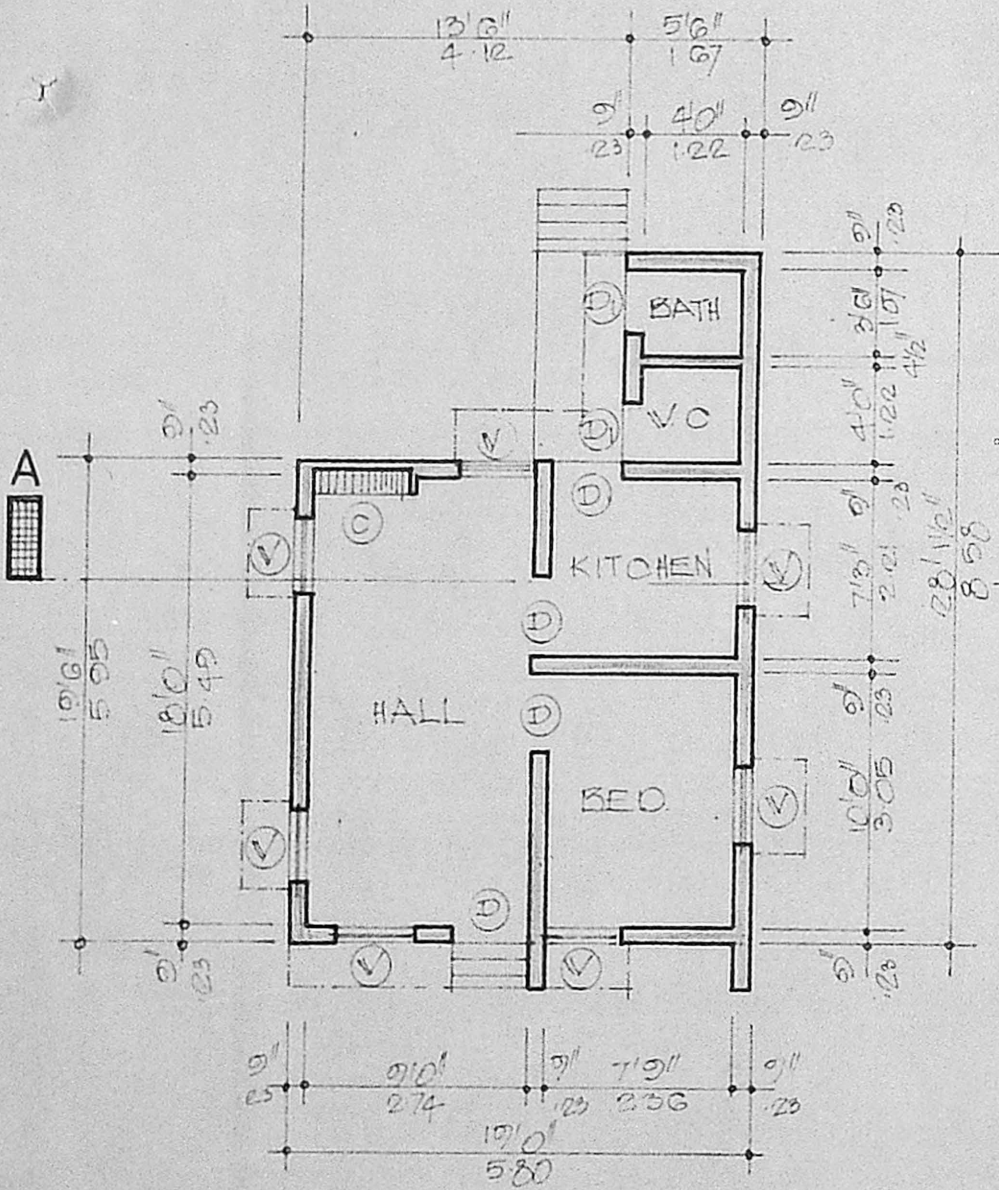 13'6"
4.12
5'6"
1.67
9"
.23
4'0"
1.22
9"
.23
9"
.23
3'6"
1.07
4½"
11
4'0"
1.22
9"
.23
7'3"
2.21
9"
.23
10'0"
3.05
9"
.23
28'1½"
8.58
A
9"
.23
19'6"
5.95
18'0"
5.49
9"
.23
D
BATH
D
W C
V
D
C
V
KITCHEN
V
D
HALL
D
BED
V
V
D
V
V
9"
.23
9'0"
2.74
9"
.23
7'9"
2.36
9"
.23
19'0"
5.80